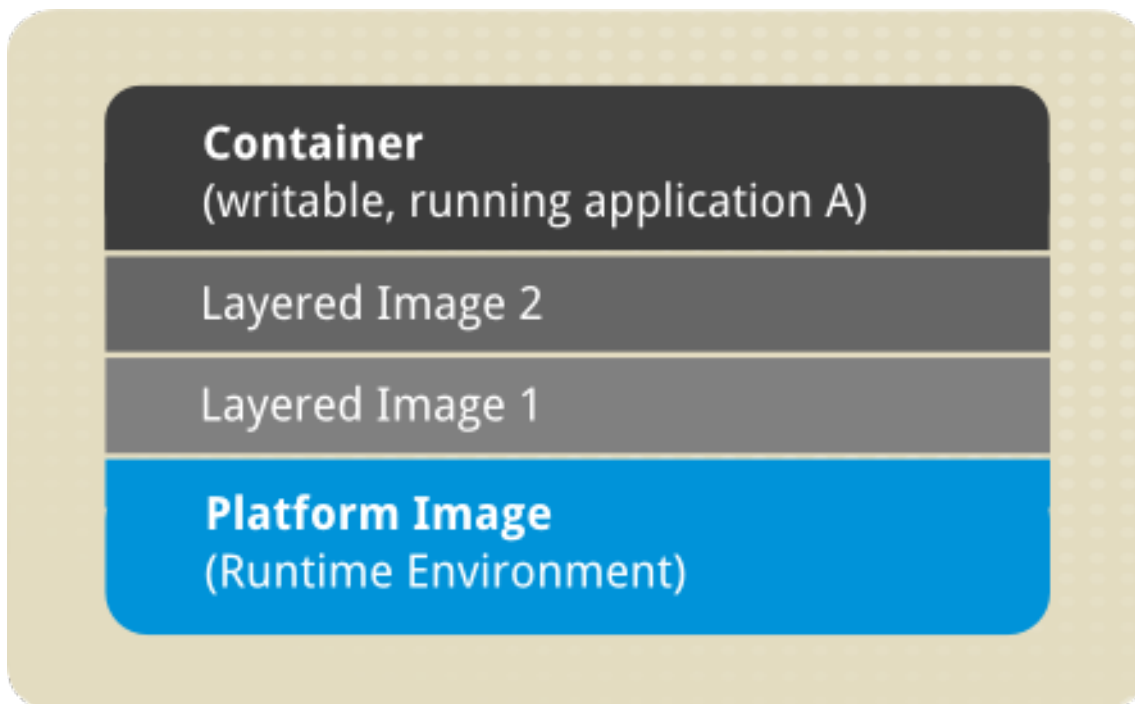 Container
(writable, running application A)
Layered Image 2
Layered Image 1
Platform Image
(Runtime Environment)